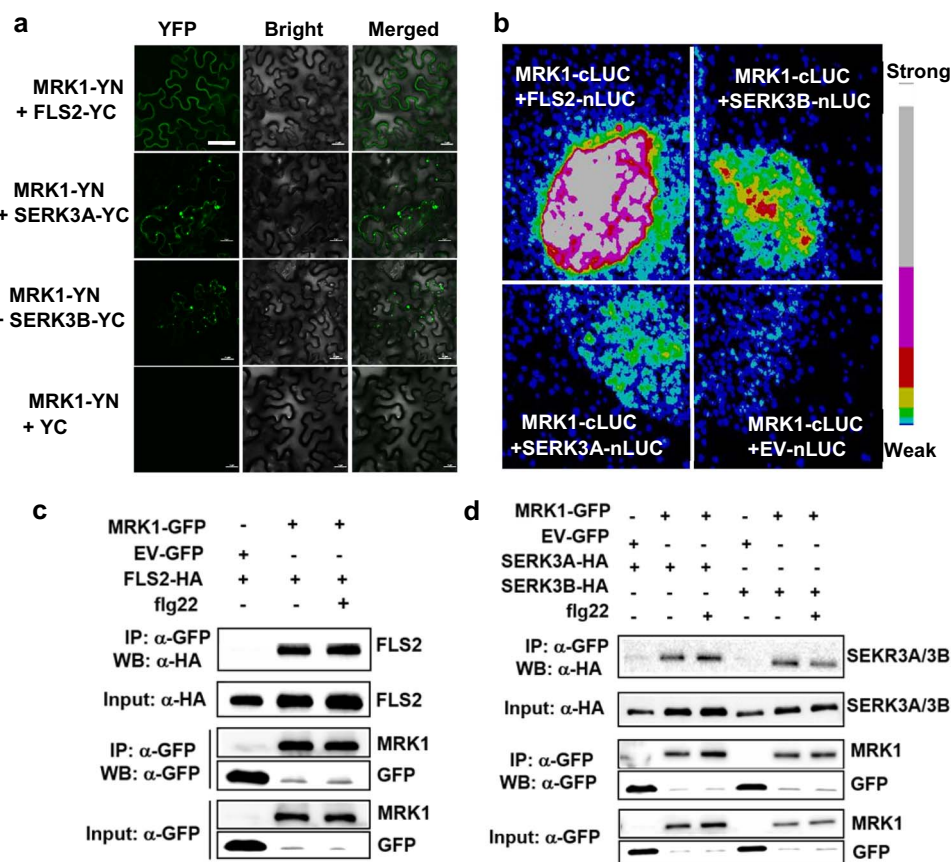 a
YFP Bright Merged
MRK1-YN
+ FLS2-YC
MRK1-YN
+ SERK3A-YC
MRK1-YN
+ SERK3B-YC
MRK1-YN
+ YC
b
MRK1-cLUC
+FLS2-nLUC
MRK1-cLUC
+SERK3B-nLUC
MRK1-cLUC
+SERK3A-nLUC
MRK1-cLUC
+EV-nLUC
Strong
Weak
c
MRK1-GFP - + +
EV-GFP + - -
FLS2-HA + + +
flg22 - - +
IP: α-GFP
WB: α-HA
FLS2
Input: α-HA FLS2
IP: α-GFP
WB: α-GFP
MRK1
GFP
Input: α-GFP
MRK1
GFP
d
MRK1-GFP - + + - + +
EV-GFP + - - + - -
SERK3A-HA + + + - - -
SERK3B-HA - - - + + +
flg22 - - + - - +
IP: α-GFP
WB: α-HA
SEKR3A/3B
Input: α-HA SERK3A/3B
IP: α-GFP
WB: α-GFP
MRK1
GFP
Input: α-GFP
MRK1
GFP